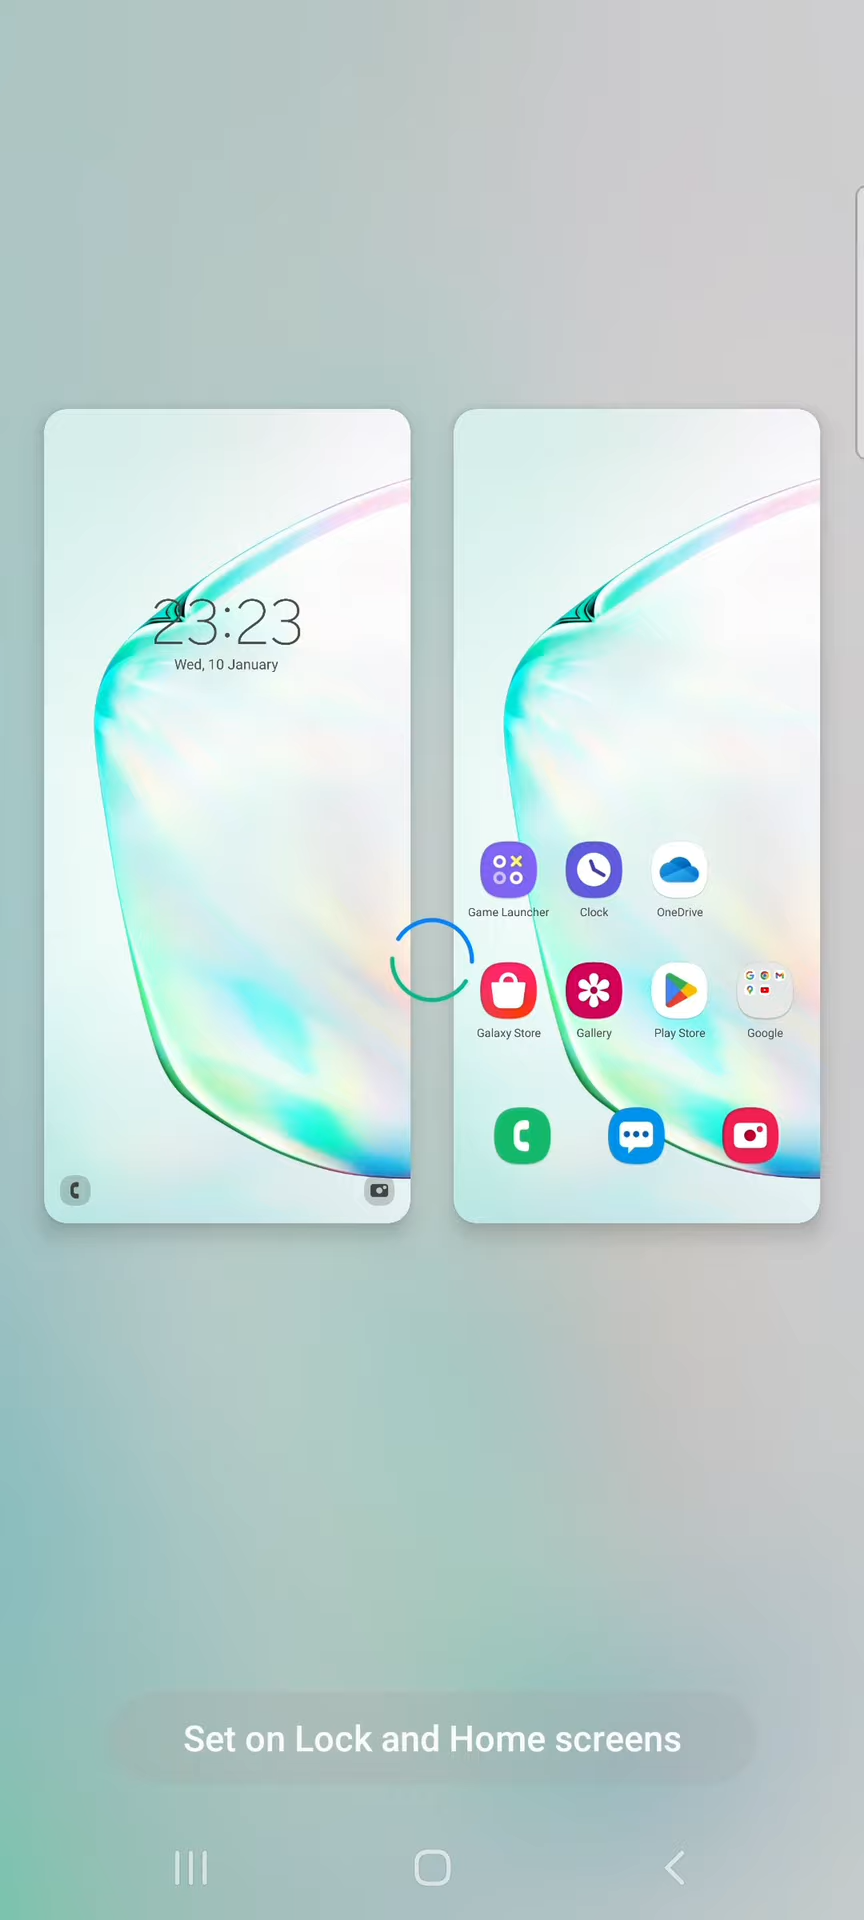 23:23
Wed, 10 January
Game Launcher
Clock
OneDrive
Galaxy Store
Gallery
Play Store
Google
Set on Lock and Home screens